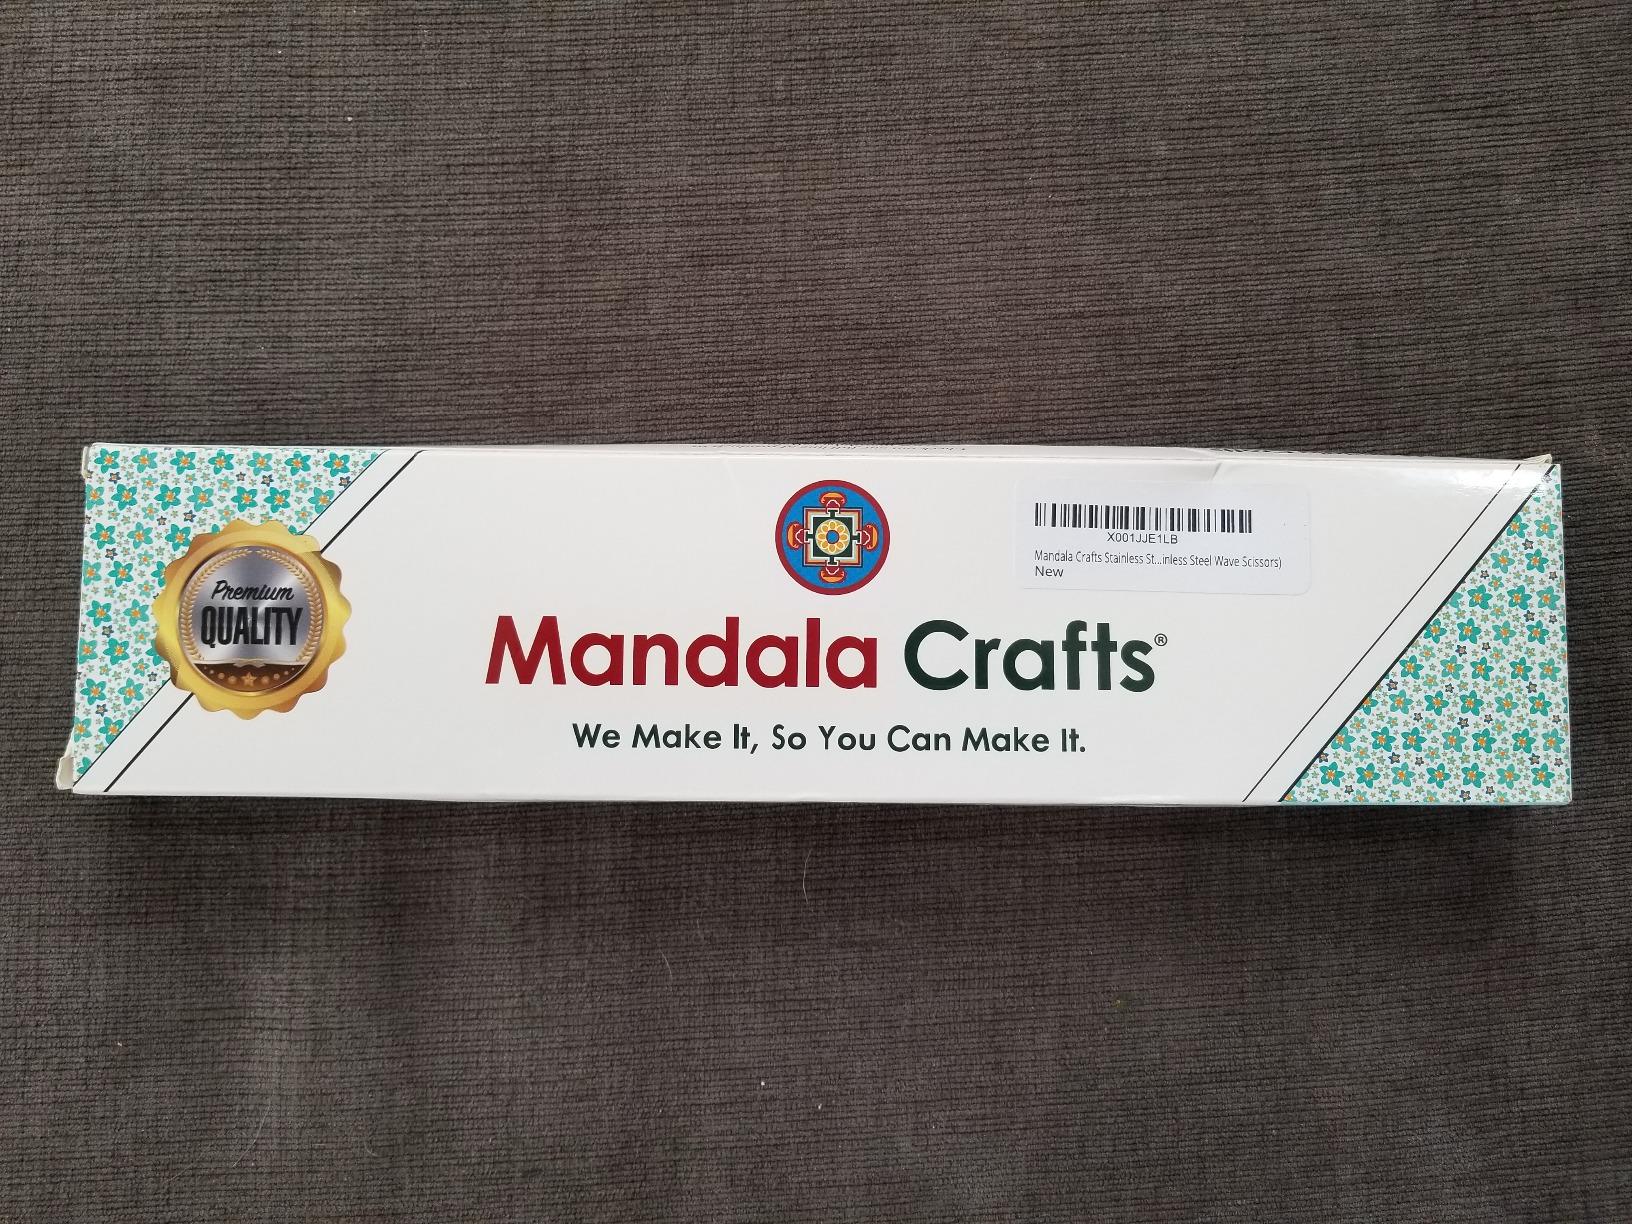 Premium
QUALITY
X001JJE1LB
Mandala Crafts Stainless St...inless Steel Wave Scissors)
New
Mandala Crafts®
We Make It, So You Can Make It.